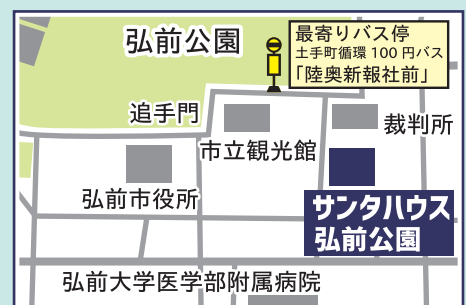 弘前公園
最寄りバス停
土手町循環100円バス
「陸奥新報社前」
追手門
裁判所
市立観光館
弘前市役所
サンタハウス
弘前公園
弘前大学医学部附属病院